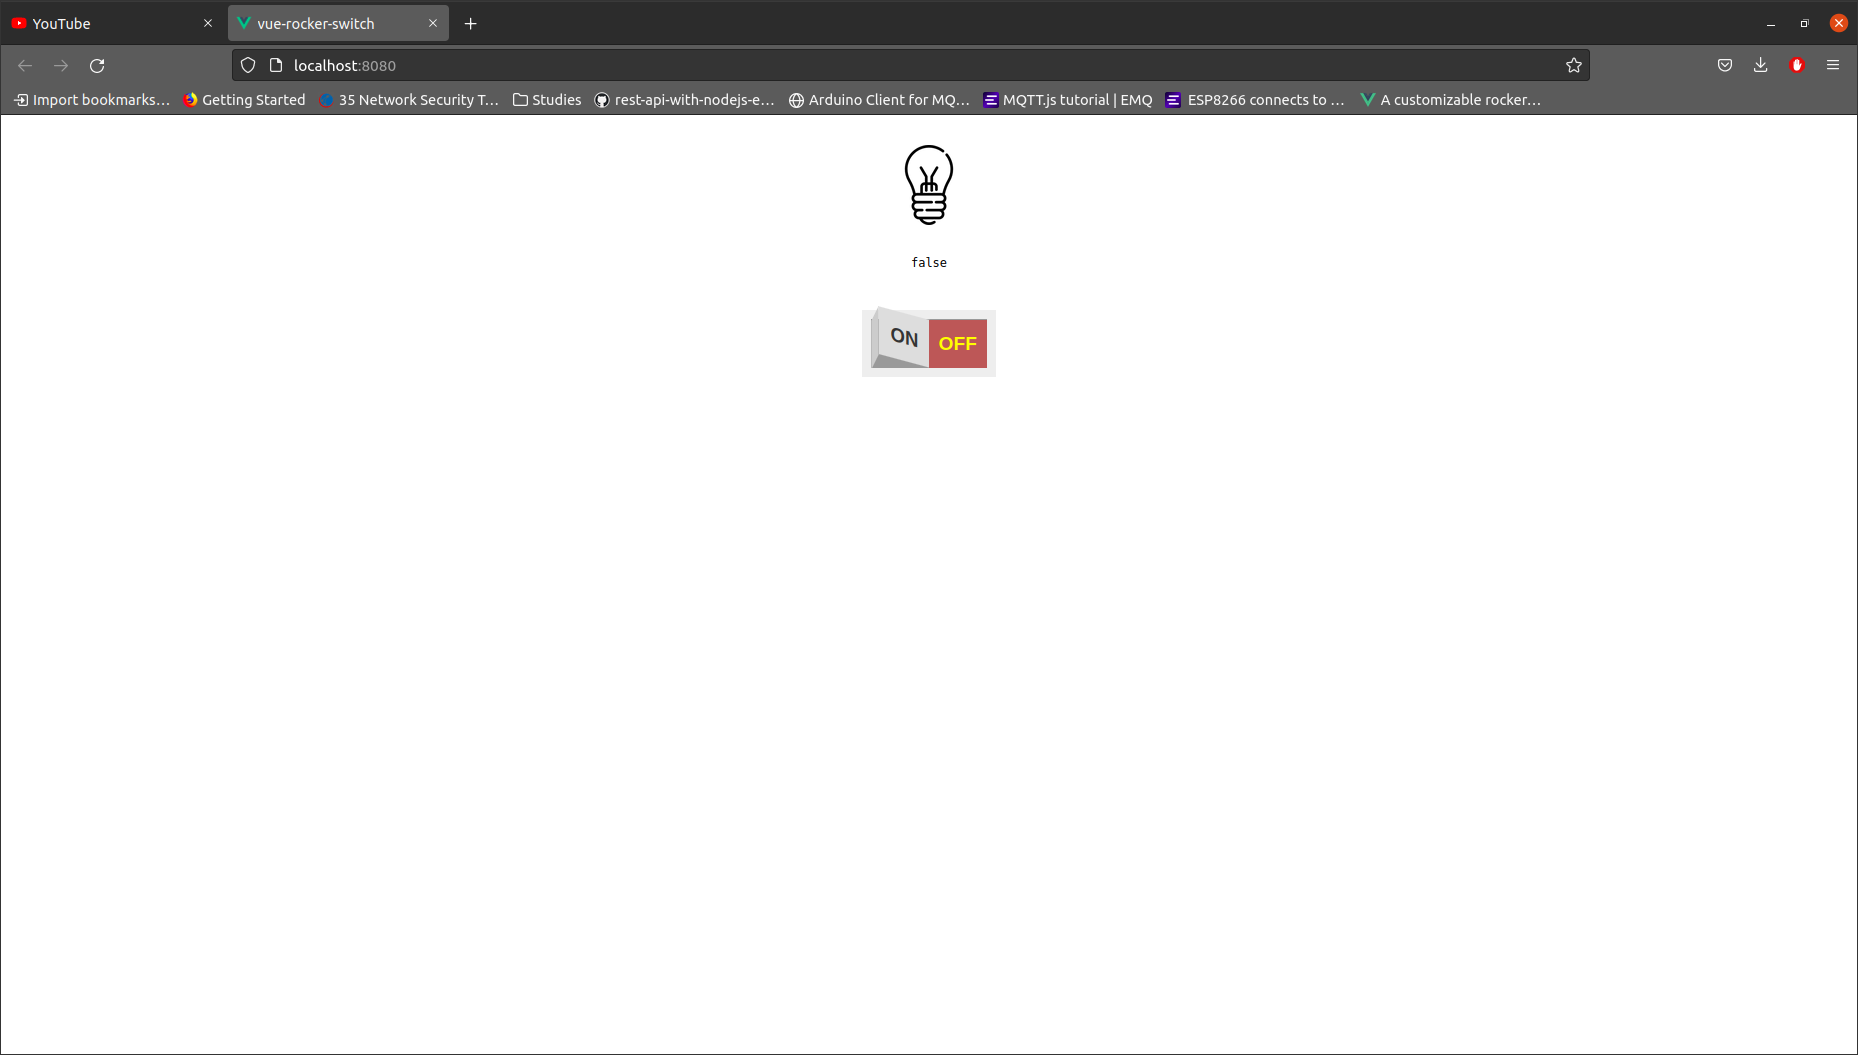 YouTube
vue-rocker-switch
localhost:8080
Import bookmarks... Getting Started 35 Network Security T... Studies rest-api-with-nodejs-e... Arduino Client for MQ... MQTT.js tutorial | EMQ ESP8266 connects to ... A customizable rocker...
false
ON OFF